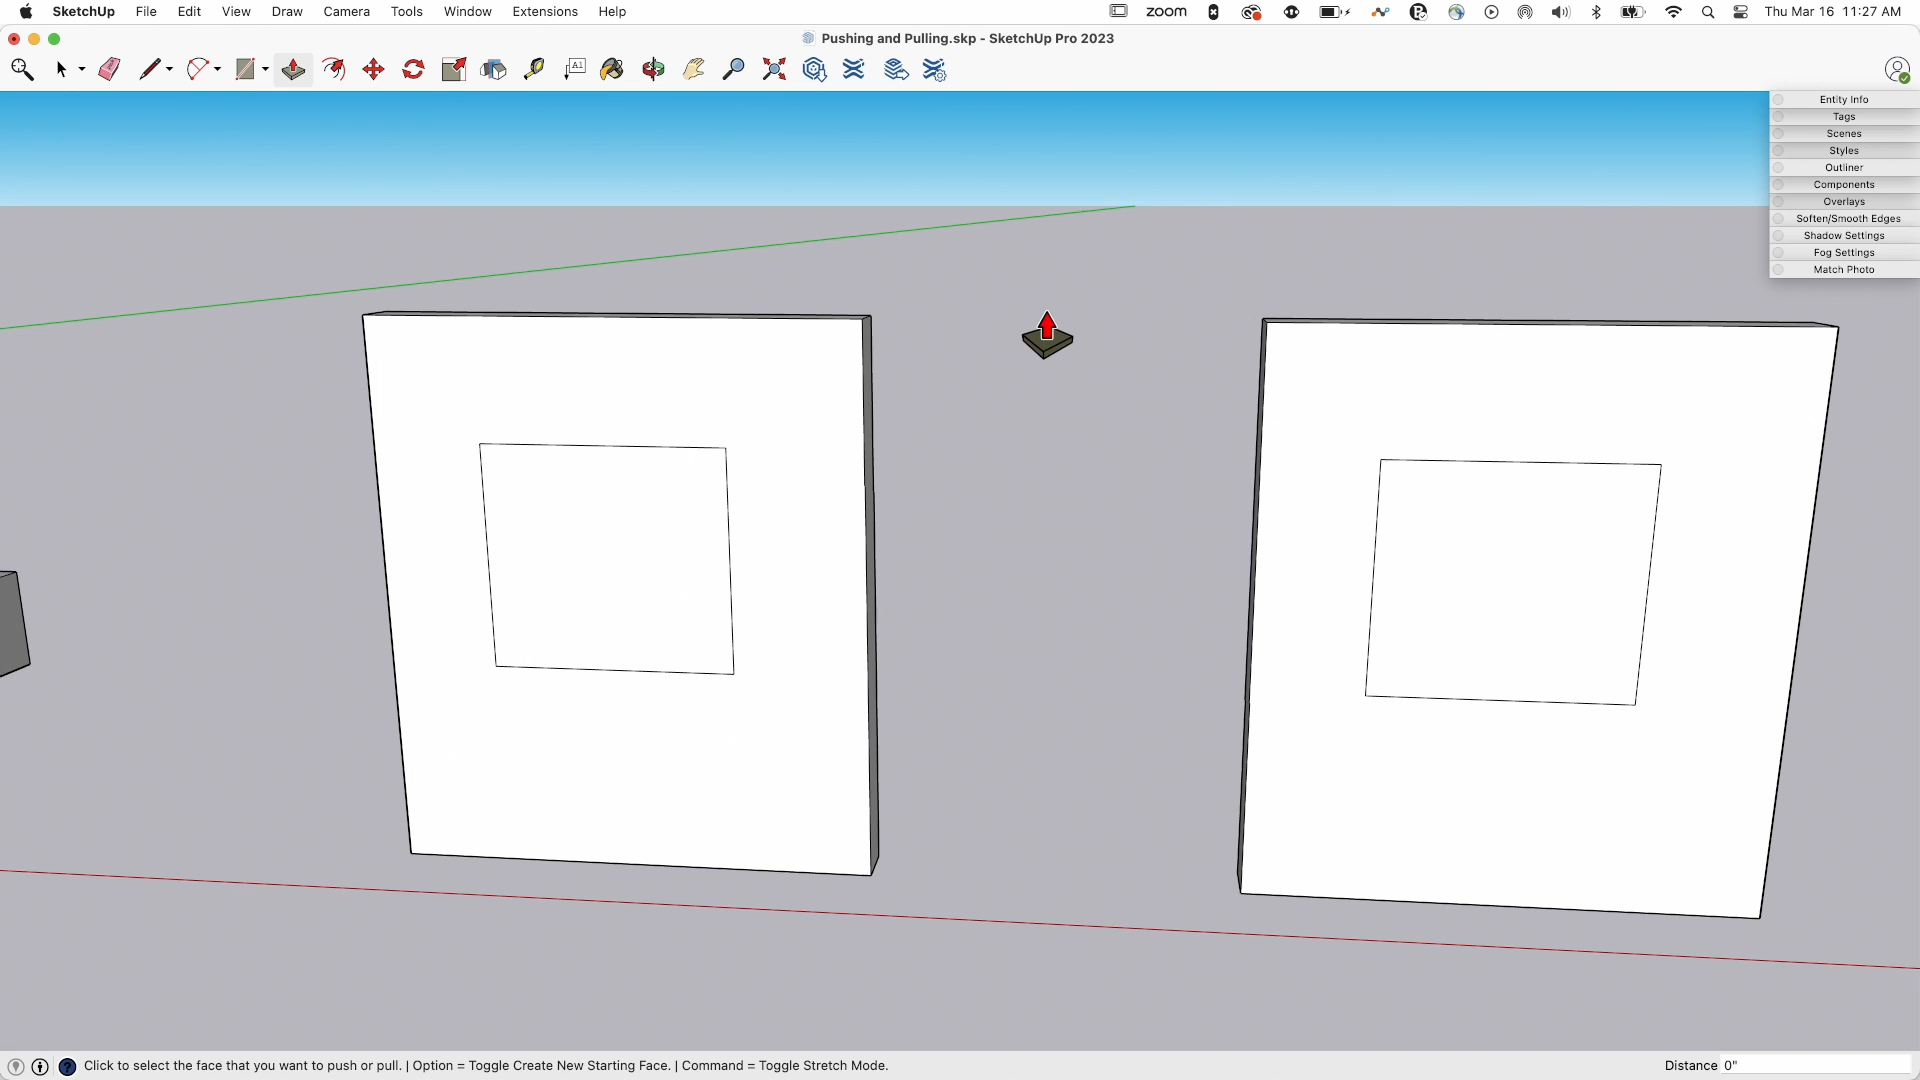 SketchUp File Edit View Draw Camera Tools Window Extensions Help zoom Thu Mar 16 11:27 AM
Pushing and Pulling.skp - SketchUp Pro 2023
A1
Entity Info
Tags
Scenes
Styles
Outliner
Components
Overlays
Soften/Smooth Edges
Shadow Settings
Fog Settings
Match Photo
Click to select the face that you want to push or pull. | Option = Toggle Create New Starting Face. | Command = Toggle Stretch Mode. Distance 0"